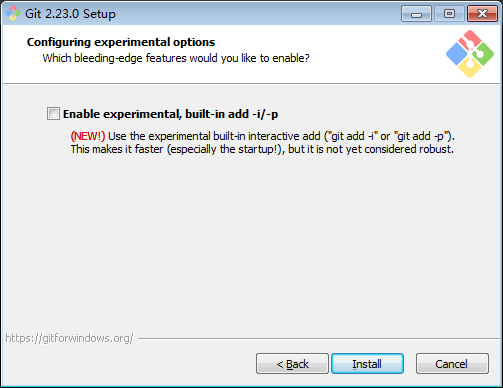 Git 2.23.0 Setup
Configuring experimental options
Which bleeding-edge features would you like to enable?
Enable experimental, built-in add -i/-p
(NEW!) Use the experimental built-in interactive add ("git add -i" or "git add -p").
This makes it faster (especially the startup!), but it is not yet considered robust.
https://gitforwindows.org/
< Back
Install
Cancel